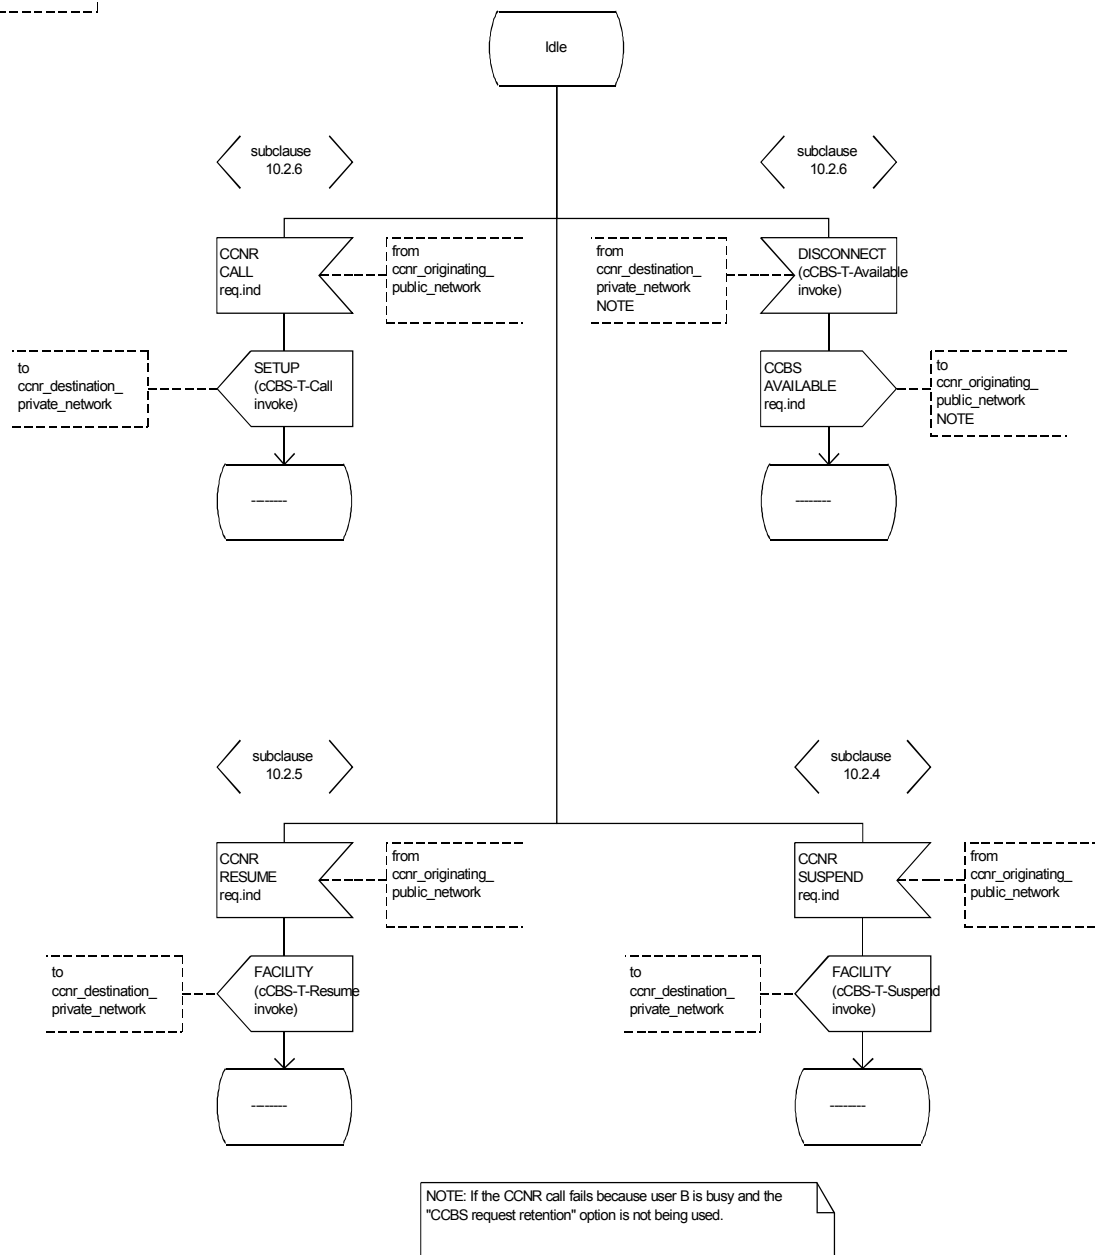 Idle
subclause
10.2.6
subclause
10.2.6
CCNR
CALL
req.ind
from
ccnr_originating_
public_network
from
ccnr_destination_
private_network
NOTE
DISCONNECT
(cCBS-T-Available
invoke)
to
ccnr_destination_
private_network
SETUP
(cCBS-T-Call
invoke)
CCBS
AVAILABLE
req.ind
to
ccnr_originating_
public_network
NOTE
--------
--------
subclause
10.2.5
subclause
10.2.4
CCNR
RESUME
req.ind
from
ccnr_originating_
public_network
CCNR
SUSPEND
req.ind
from
ccnr_originating_
public_network
to
ccnr_destination_
private_network
FACILITY
(cCBS-T-Resume
invoke)
to
ccnr_destination_
private_network
FACILITY
(cCBS-T-Suspend
invoke)
--------
--------
NOTE: If the CCNR call fails because user B is busy and the
"CCBS request retention" option is not being used.